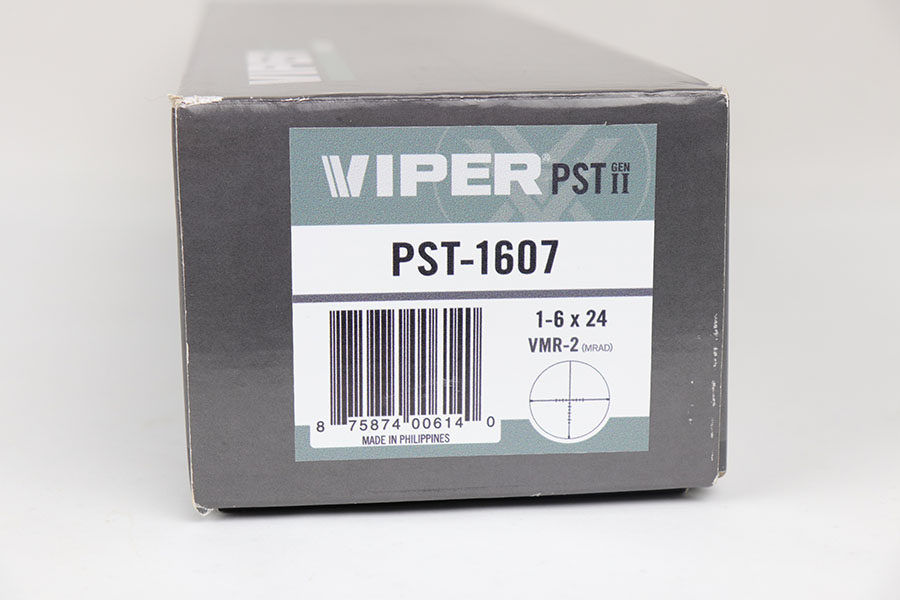 VIPER® PST GEN II
PST-1607
1-6 x 24
VMR-2 (MRAD)
8 75874 00614 0
MADE IN PHILIPPINES